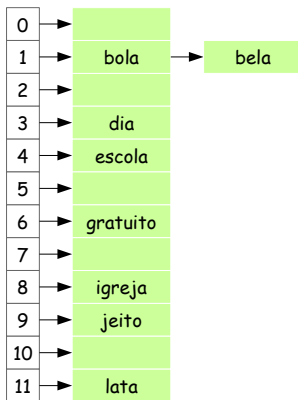 0
1 bola bela
2
3 dia
4 escola
5
6 gratuito
7
8 igreja
9 jeito
10
11 lata